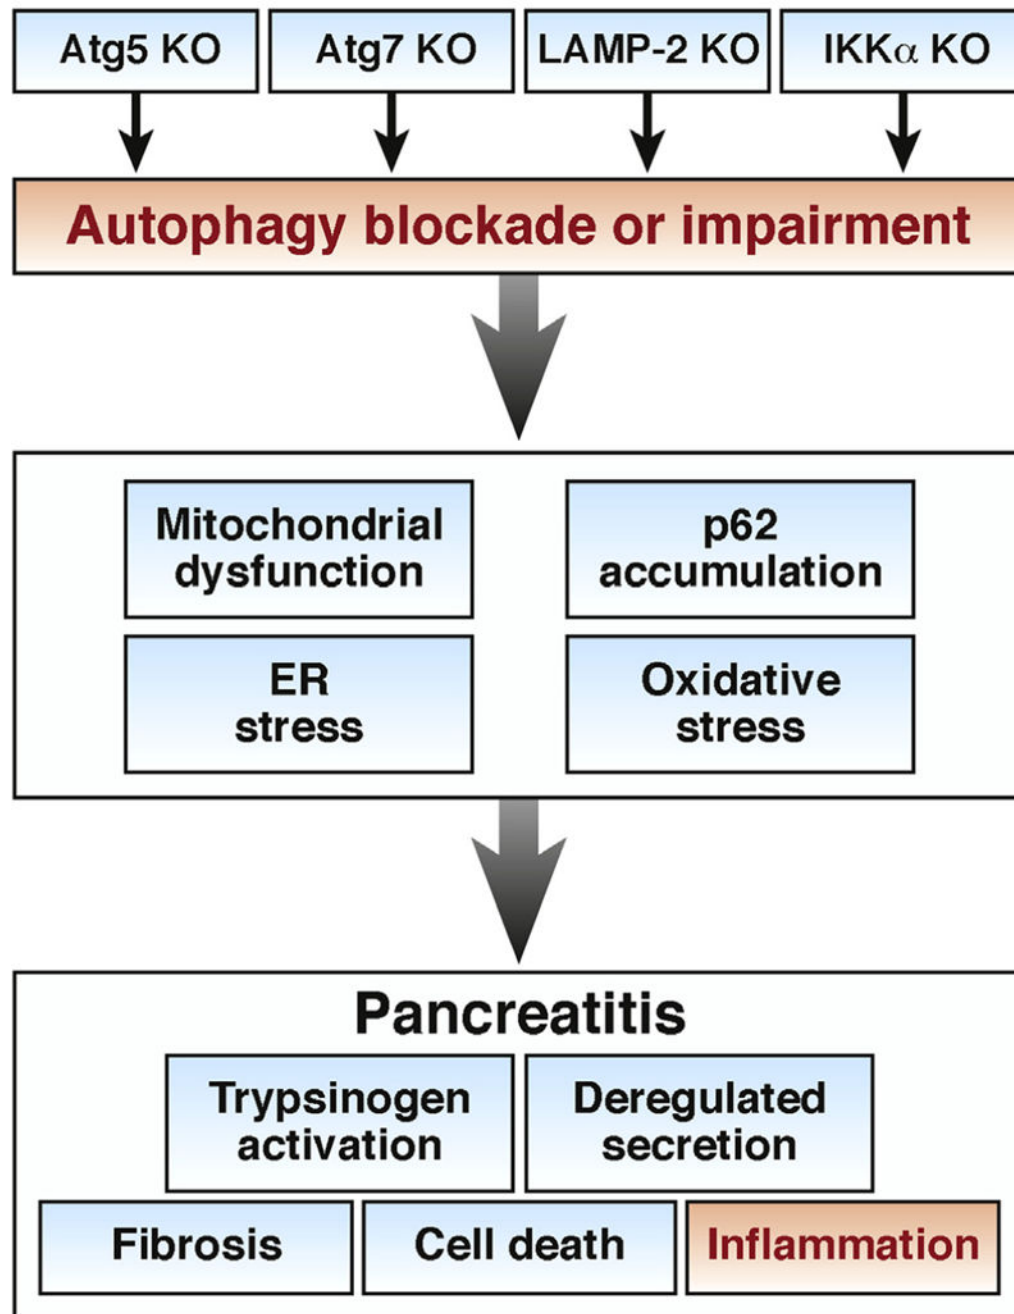 Atg5 KO
Atg7 KO
LAMP-2 KO
IKKα KO
Autophagy blockade or impairment
Mitochondrial
dysfunction
p62
accumulation
ER
stress
Oxidative
stress
Pancreatitis
Trypsinogen
activation
Deregulated
secretion
Fibrosis
Cell death
Inflammation